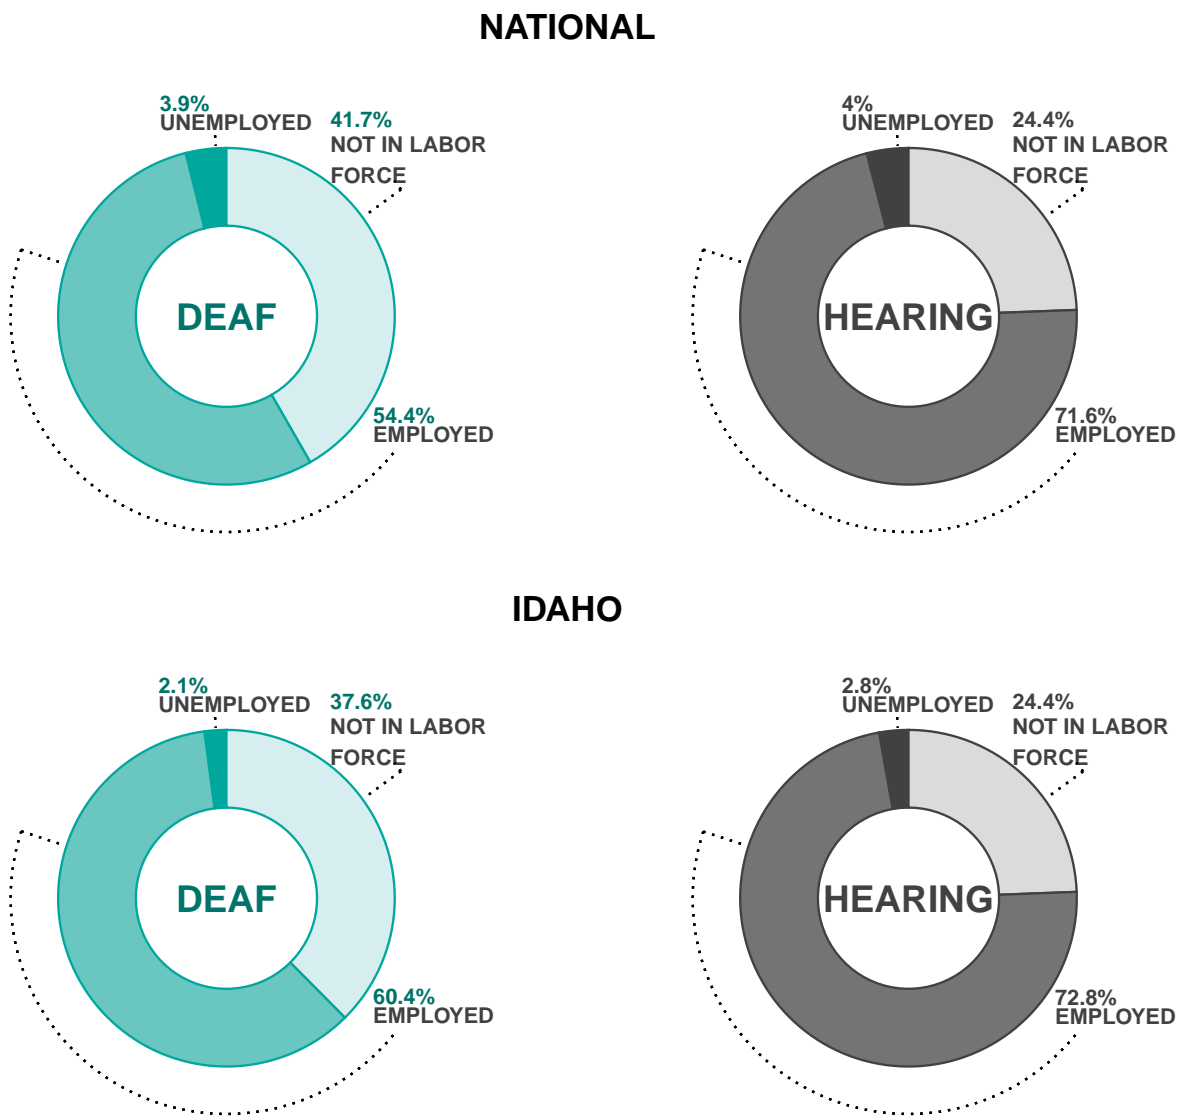 NATIONAL
3.9%
UNEMPLOYED
41.7%
NOT IN LABOR
FORCE
DEAF
54.4%
EMPLOYED
4%
UNEMPLOYED
24.4%
NOT IN LABOR
FORCE
HEARING
71.6%
EMPLOYED
IDAHO
2.1%
UNEMPLOYED
37.6%
NOT IN LABOR
FORCE
DEAF
60.4%
EMPLOYED
2.8%
UNEMPLOYED
24.4%
NOT IN LABOR
FORCE
HEARING
72.8%
EMPLOYED